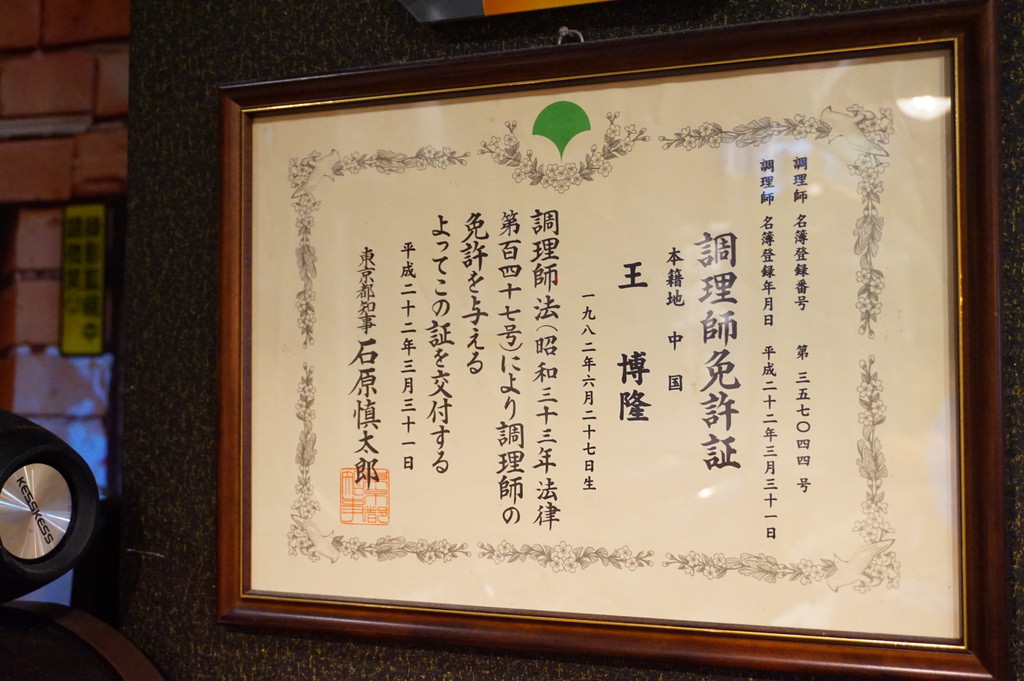 調理師 名簿登録番号 第 三五七〇四四 号
調理師 名簿登録年月日 平成二十二年三月三十一日
調理師免許証
本籍地 中国
王 博隆
一九八二年六月二十七日生
調理師法(昭和三十三年法律
第百四十七号)により調理師の
免許を与える
よってこの証を交付する
平成二十二年三月三十一日
東京都知事 石原慎太郎
KESSKESS